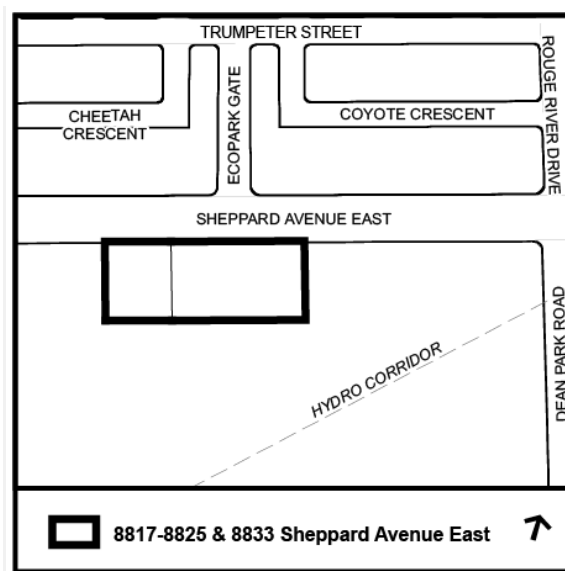 TRUMPETER STREET
ROUGE RIVER DRIVE
ECOPARK GATE
CHEETAH
CRESCENT
COYOTE CRESCENT
SHEPPARD AVENUE EAST
DEAN PARK ROAD
HYDRO CORRIDOR
8817-8825 & 8833 Sheppard Avenue East